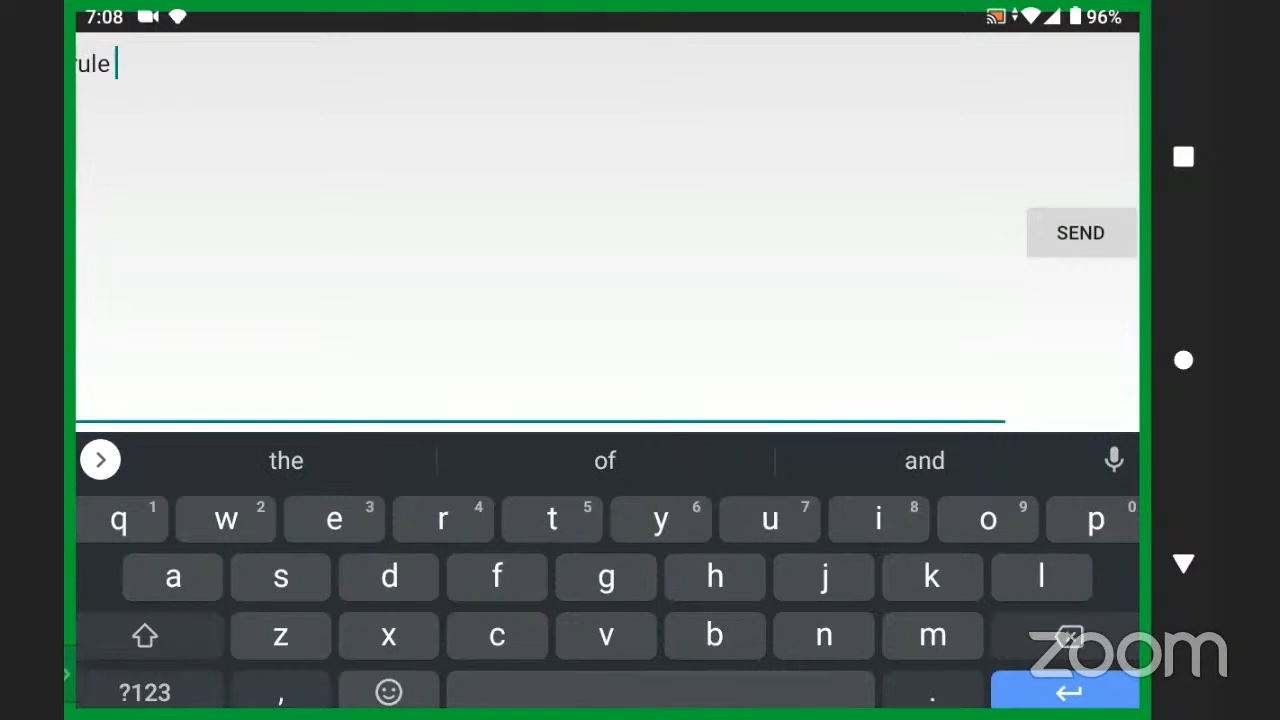 7:08 96%
rule
SEND
the of and
q 1 w 2 e 3 r 4 t 5 y 6 u 7 i 8 o 9 p 0
a s d f g h j k l
z x c v b n m
?123 , .
zoom